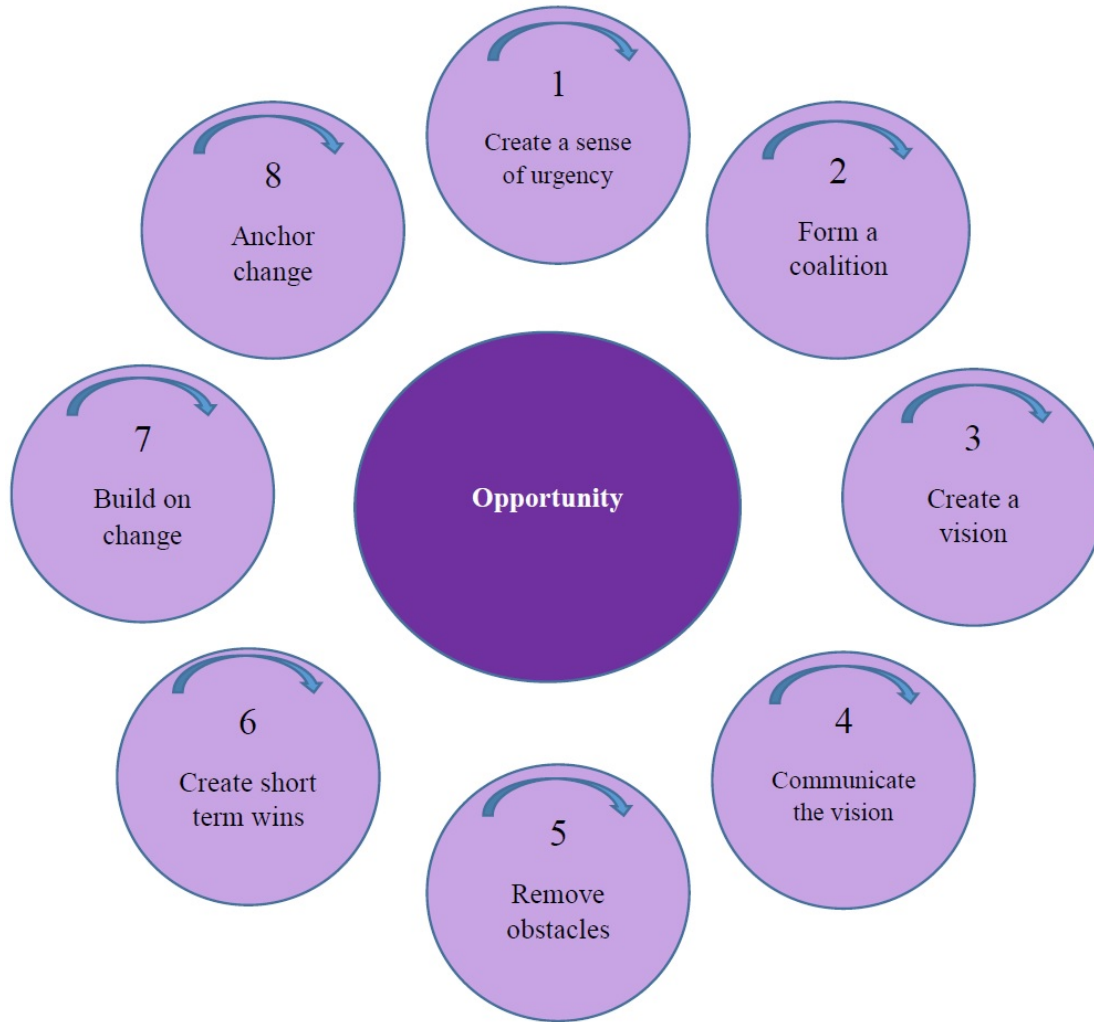 1
Create a sense
of urgency
2
Form a
coalition
3
Create a
vision
4
Communicate
the vision
5
Remove
obstacles
6
Create short
term wins
7
Build on
change
8
Anchor
change
Opportunity